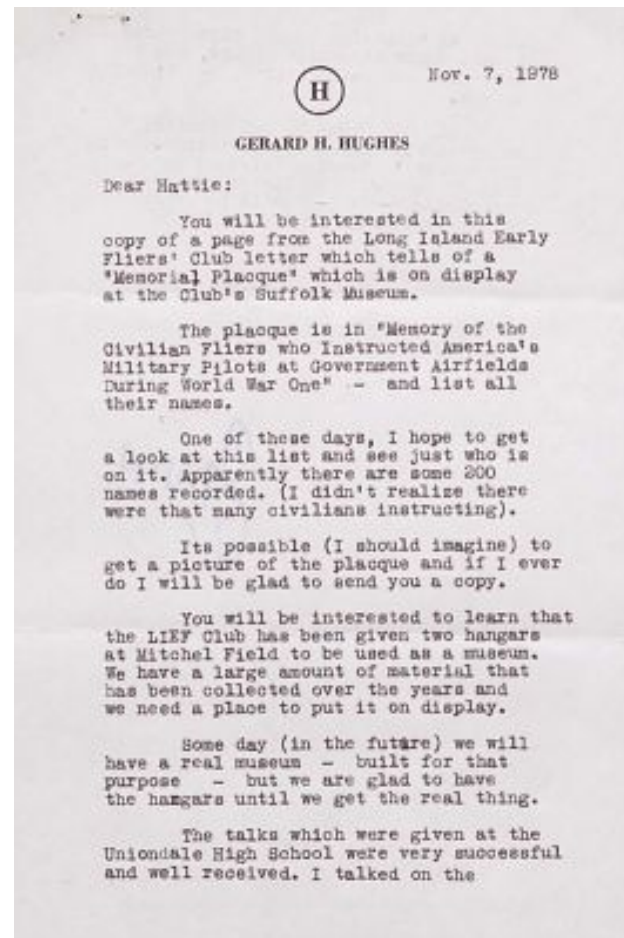 Nov. 7, 1978
H
GERARD H. HUGHES
Dear Hattie:
You will be interested in this
copy of a page from the Long Island Early
Fliers' Club letter which tells of a
"Memorial Placque" which is on display
at the Club's Suffolk Museum.
The placque is in "Memory of the
Civilian Fliers who Instructed America's
Military Pilots at Government Airfields
During World War One" - and list all
their names.
One of these days, I hope to get
a look at this list and see just who is
on it. Apparently there are some 200
names recorded. (I didn't realize there
were that many civilians instructing).
Its possible (I should imagine) to
get a picture of the placque and if I ever
do I will be glad to send you a copy.
You will be interested to learn that
the LIEF Club has been given two hangars
at Mitchel Field to be used as a museum.
We have a large amount of material that
has been collected over the years and
we need a place to put it on display.
Some day (in the future) we will
have a real museum - built for that
purpose - but we are glad to have
the hangars until we get the real thing.
The talks which were given at the
Uniondale High School were very successful
and well received. I talked on the